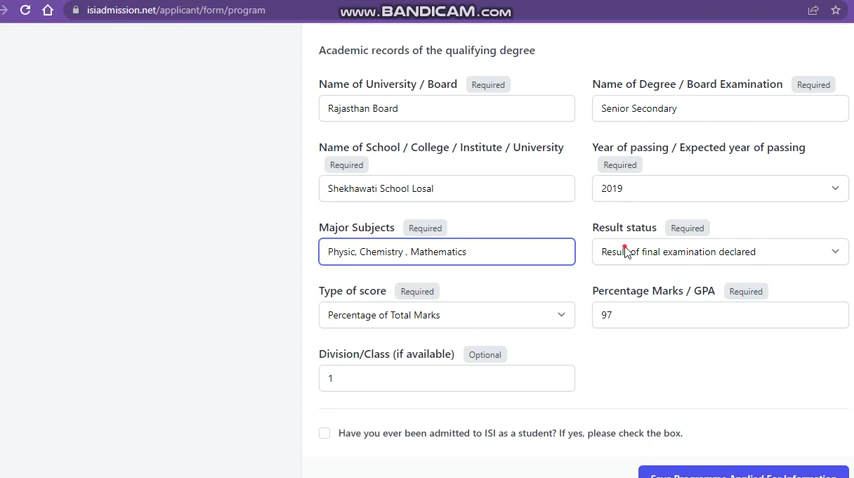 isiadmission.net/applicant/form/program
www.BANDICAM.com
Academic records of the qualifying degree
Name of University / Board Required
Name of Degree / Board Examination Required
Rajasthan Board
Senior Secondary
Name of School / College / Institute / University
Required
Year of passing / Expected year of passing
Required
Shekhawati School Losal
2019
Major Subjects Required
Result status Required
Physic, Chemistry , Mathematics
Result of final examination declared
Type of score Required
Percentage Marks / GPA Required
Percentage of Total Marks
97
Division/Class (if available) Optional
1
Have you ever been admitted to ISI as a student? If yes, please check the box.
Save Programme Applied For Information